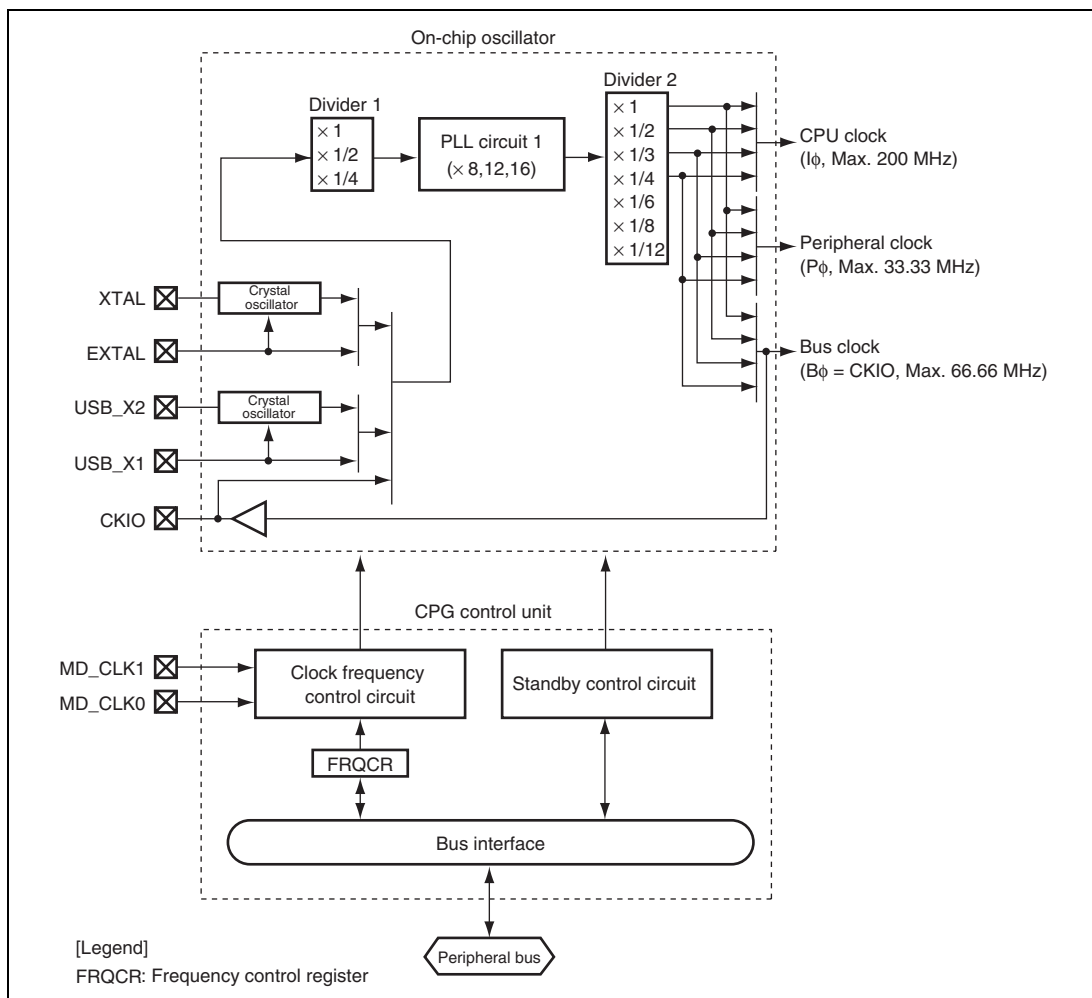 On-chip oscillator
Divider 1
× 1
× 1/2
× 1/4
PLL circuit 1
(× 8,12,16)
Divider 2
× 1
× 1/2
× 1/3
× 1/4
× 1/6
× 1/8
× 1/12
CPU clock
(Iϕ, Max. 200 MHz)
Peripheral clock
(Pϕ, Max. 33.33 MHz)
Bus clock
(Bϕ = CKIO, Max. 66.66 MHz)
XTAL
Crystal
oscillator
EXTAL
USB_X2
Crystal
oscillator
USB_X1
CKIO
CPG control unit
MD_CLK1
MD_CLK0
Clock frequency
control circuit
Standby control circuit
FRQCR
Bus interface
Peripheral bus
[Legend]
FRQCR: Frequency control register